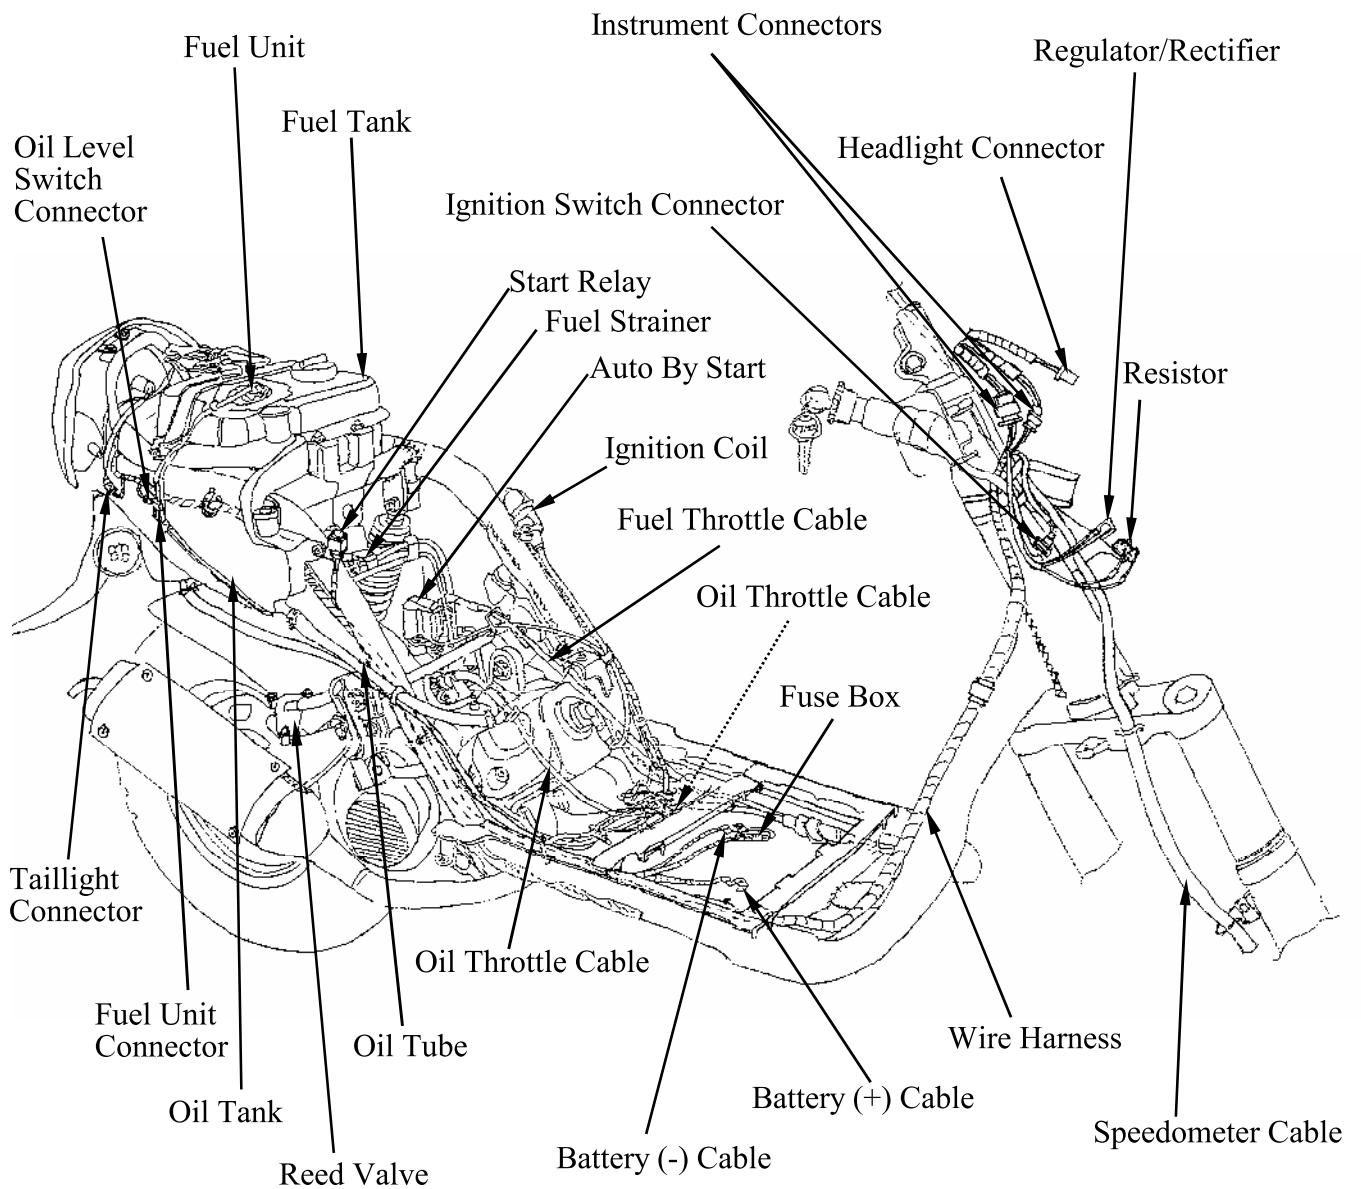 Instrument Connectors
Fuel Unit
Regulator/Rectifier
Fuel Tank
Oil Level
Switch
Connector
Headlight Connector
Ignition Switch Connector
Start Relay
Fuel Strainer
Auto By Start
Resistor
Ignition Coil
Fuel Throttle Cable
Oil Throttle Cable
Fuse Box
Taillight
Connector
Oil Throttle Cable
Fuel Unit
Connector
Oil Tube
Wire Harness
Oil Tank
Battery (+) Cable
Speedometer Cable
Battery (-) Cable
Reed Valve